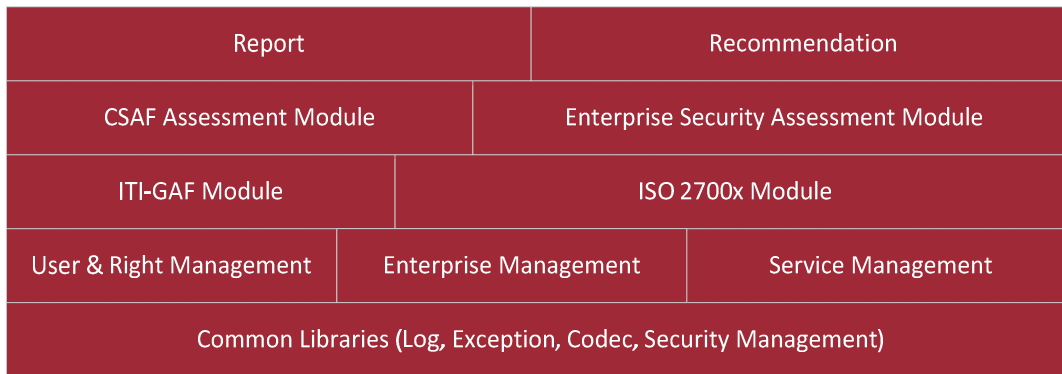 Report
Recommendation
CSAF Assessment Module
Enterprise Security Assessment Module
ITI-GAF Module
ISO 2700x Module
User & Right Management
Enterprise Management
Service Management
Common Libraries (Log, Exception, Codec, Security Management)